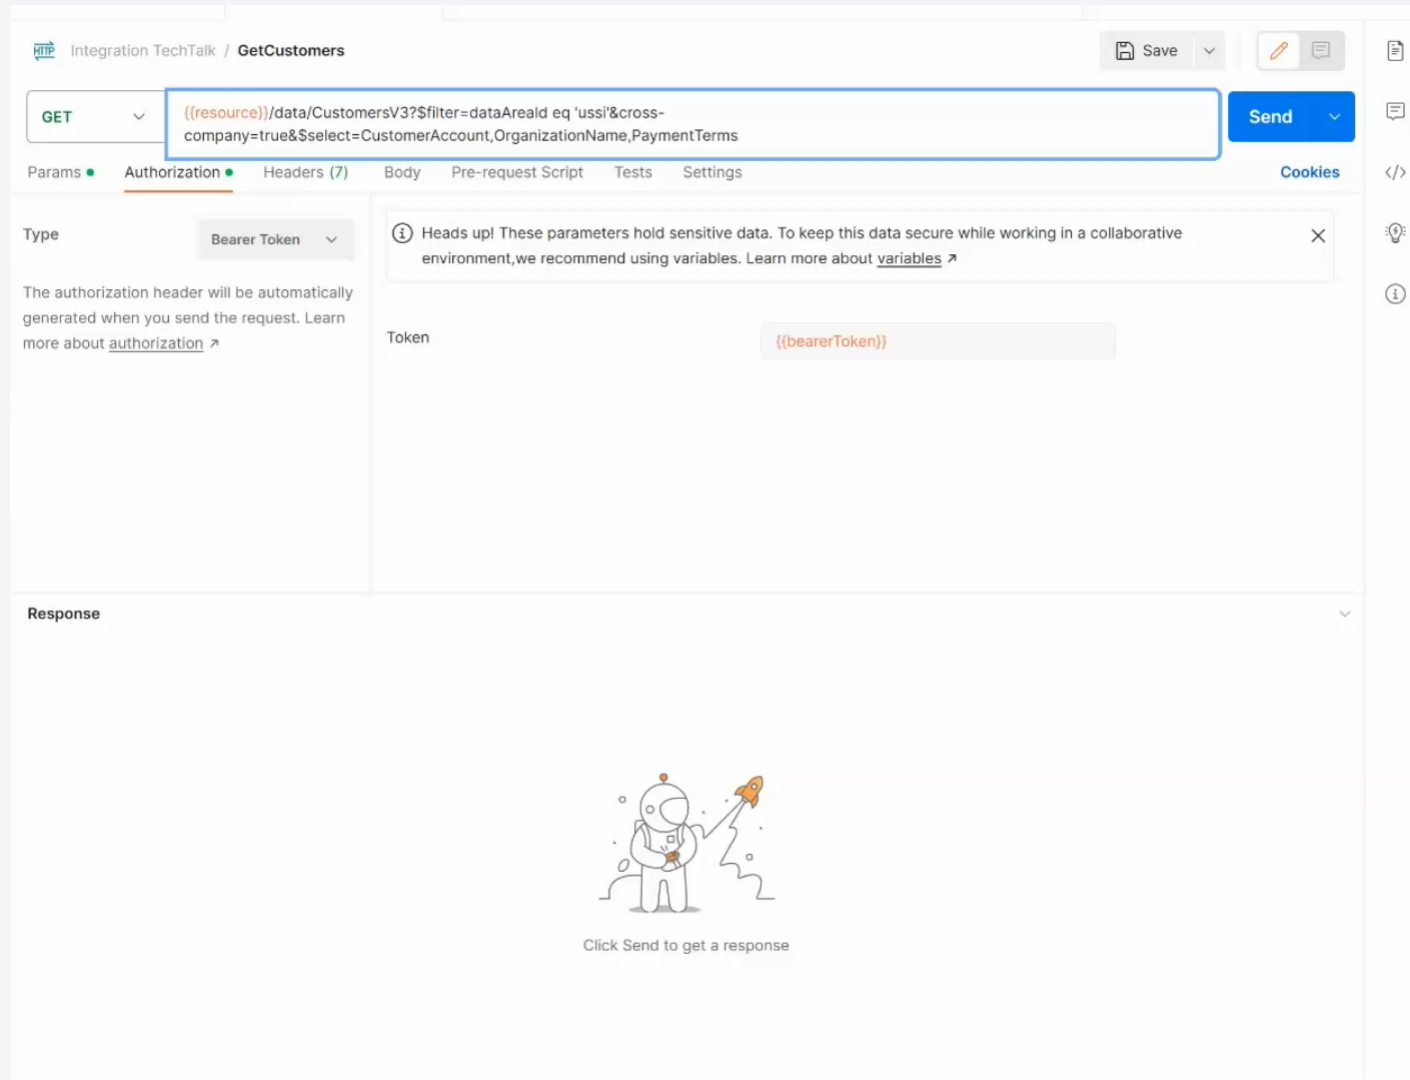 HTTP Integration TechTalk / GetCustomers Save
GET {{resource}}/data/CustomersV3?$filter=dataAreaId eq 'ussi'&cross-
company=true&$select=CustomerAccount,OrganizationName,PaymentTerms
Send
Params Authorization Headers (7) Body Pre-request Script Tests Settings Cookies
Type Bearer Token
The authorization header will be automatically
generated when you send the request. Learn
more about authorization ↗
Heads up! These parameters hold sensitive data. To keep this data secure while working in a collaborative
environment,we recommend using variables. Learn more about variables ↗
Token {{bearerToken}}
Response
Click Send to get a response